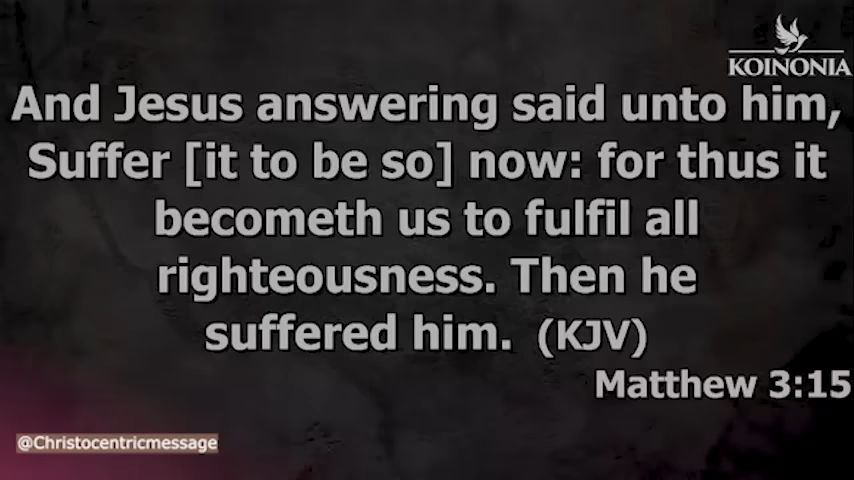 KOINONIA
And Jesus answering said unto him,
Suffer [it to be so] now: for thus it
becometh us to fulfil all
righteousness. Then he
suffered him. (KJV)
Matthew 3:15
@Christocentricmessage